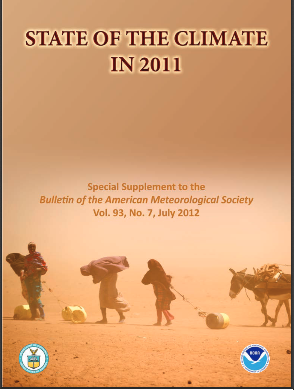 STATE OF THE CLIMATE
IN 2011
Special Supplement to the
Bulletin of the American Meteorological Society
Vol. 93, No. 7, July 2012
NOAA